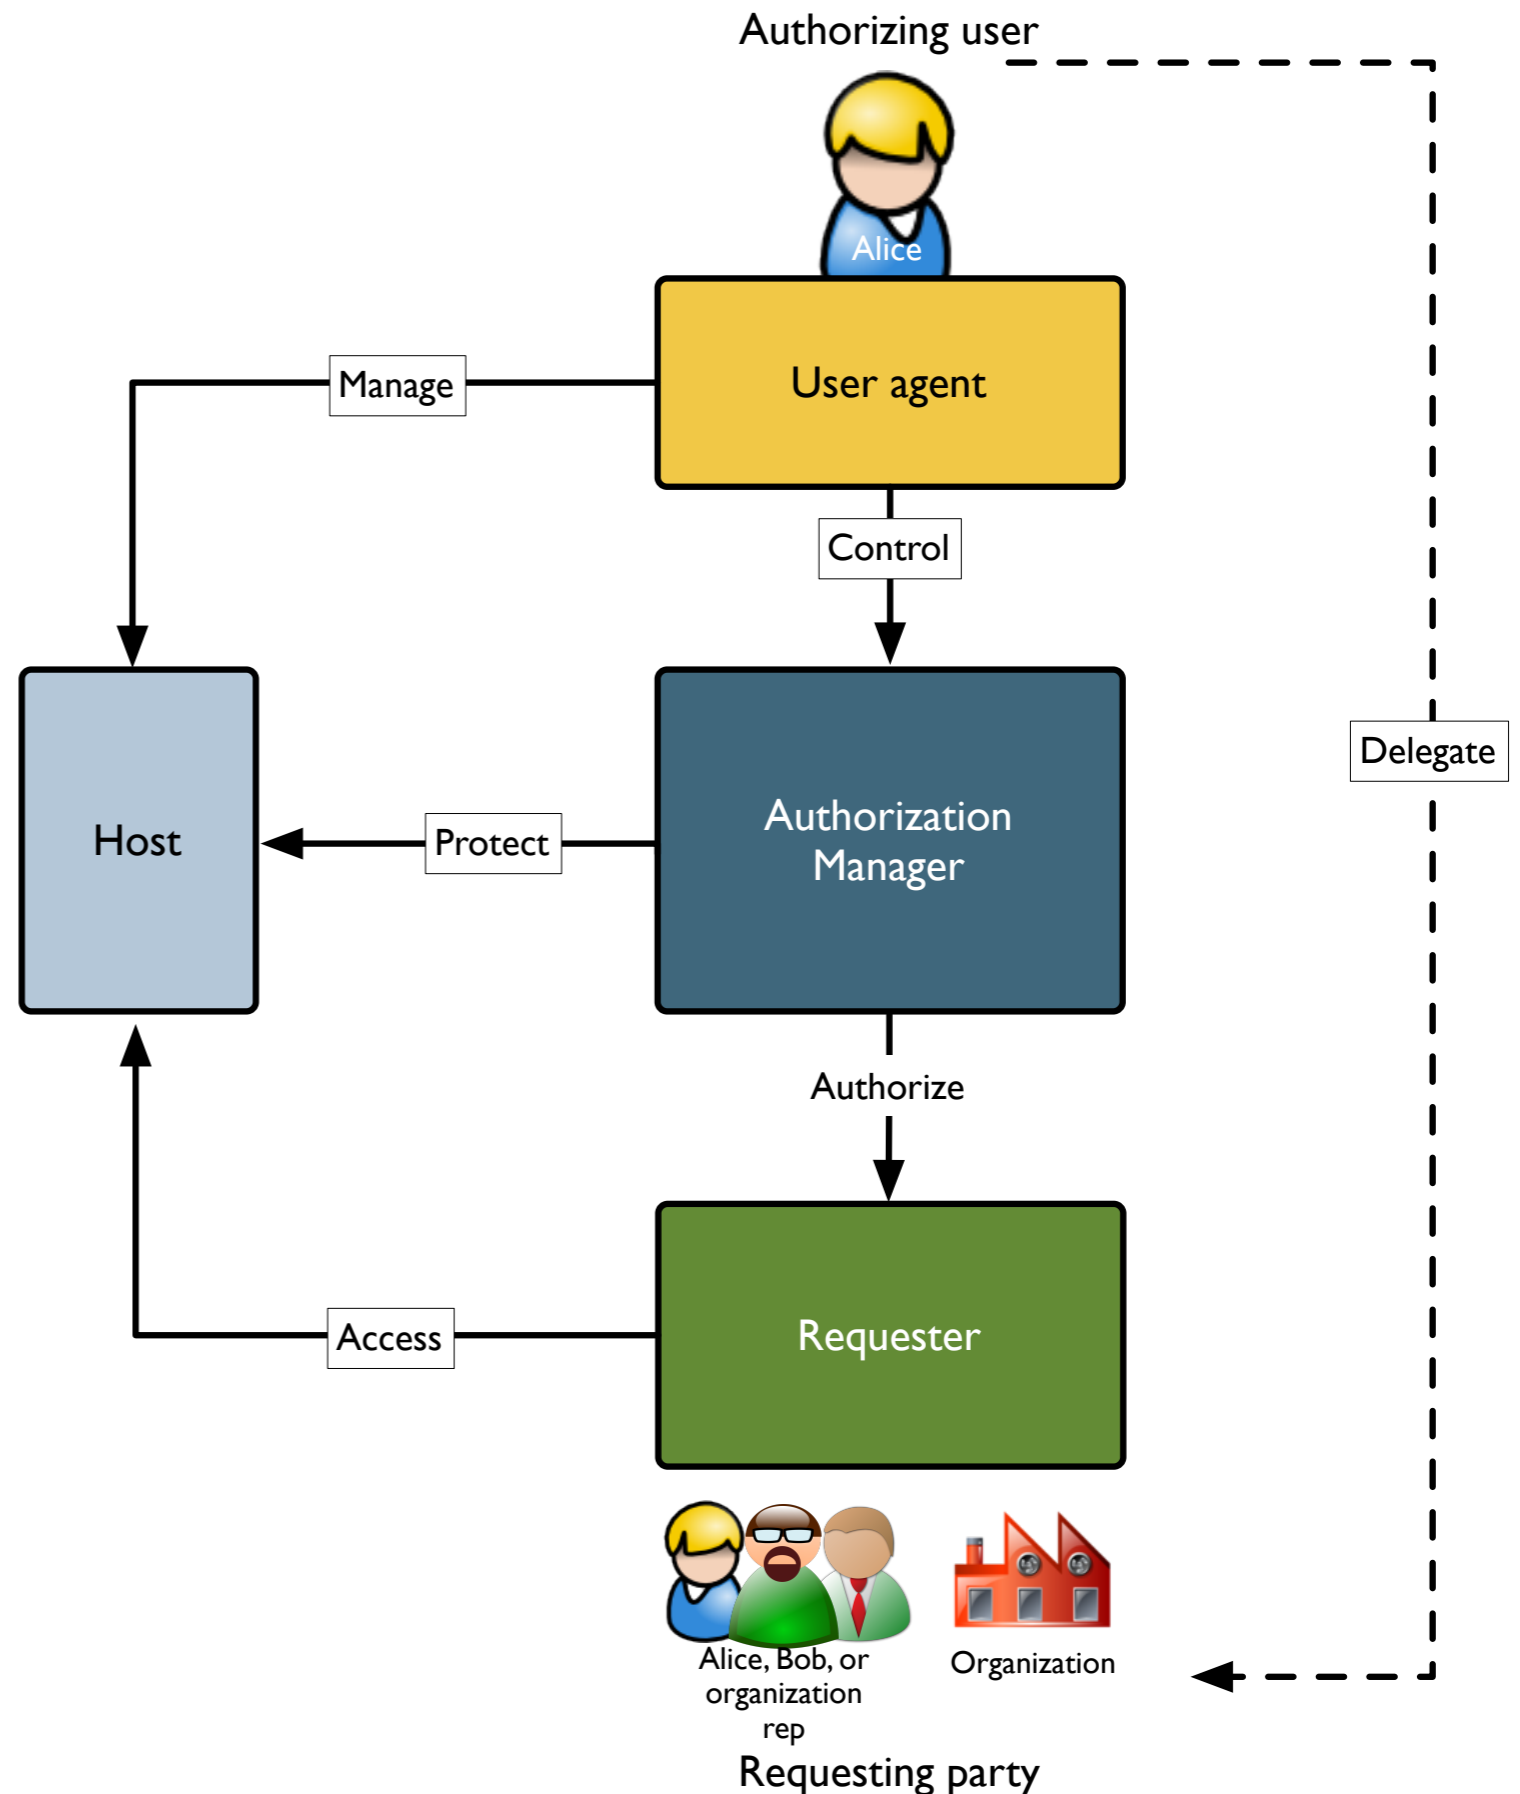 Authorizing user
Alice
User agent
Manage
Control
Delegate
Host
Protect
Authorization
Manager
Authorize
Access
Requester
Alice, Bob, or
organization
rep
Organization
Requesting party